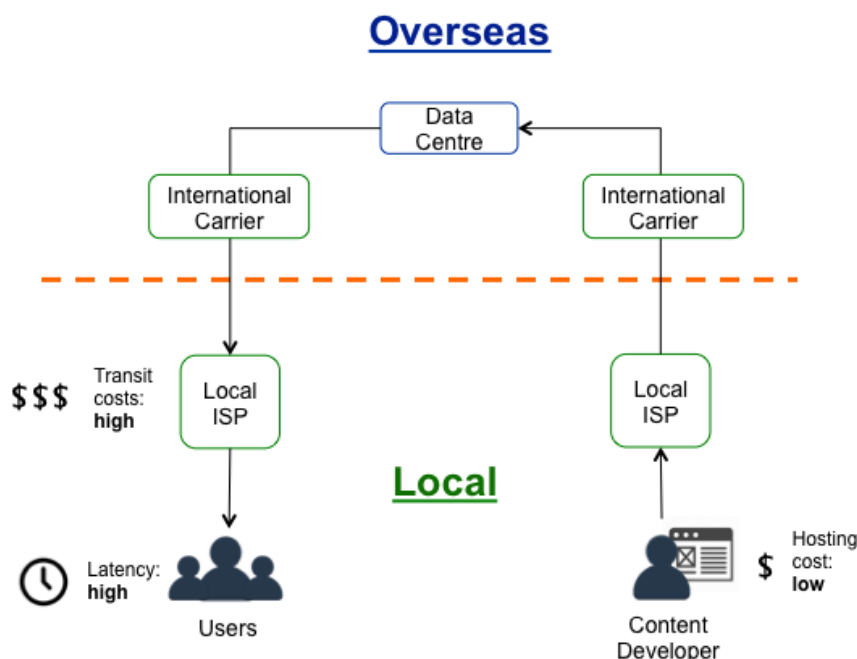 Overseas
Data
Centre
International
Carrier
International
Carrier
$$$
Transit
costs:
high
Local
ISP
Local
ISP
Local
Latency:
high
Users
$
Hosting
cost:
low
Content
Developer